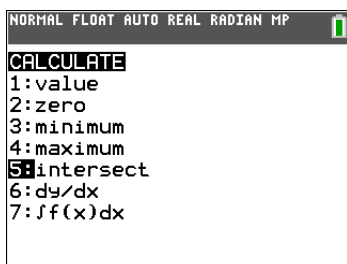 NORMAL FLOAT AUTO REAL RADIAN MP
CALCULATE
1:value
2:zero
3:minimum
4:maximum
5:intersect
6:dy/dx
7:∫f(x)dx